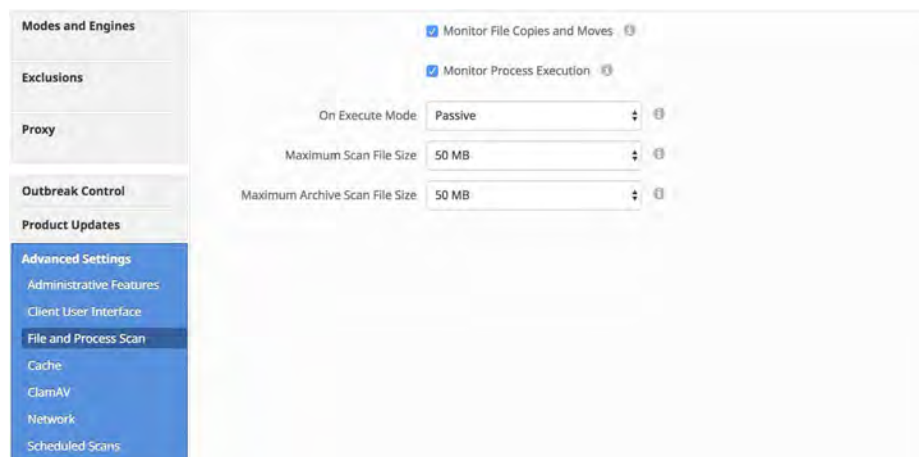 Modes and Engines
Exclusions
Proxy
Outbreak Control
Product Updates
Advanced Settings
Administrative Features
Client User Interface
File and Process Scan
Cache
ClamAV
Network
Scheduled Scans
Monitor File Copies and Moves
Monitor Process Execution
On Execute Mode Passive
Maximum Scan File Size 50 MB
Maximum Archive Scan File Size 50 MB